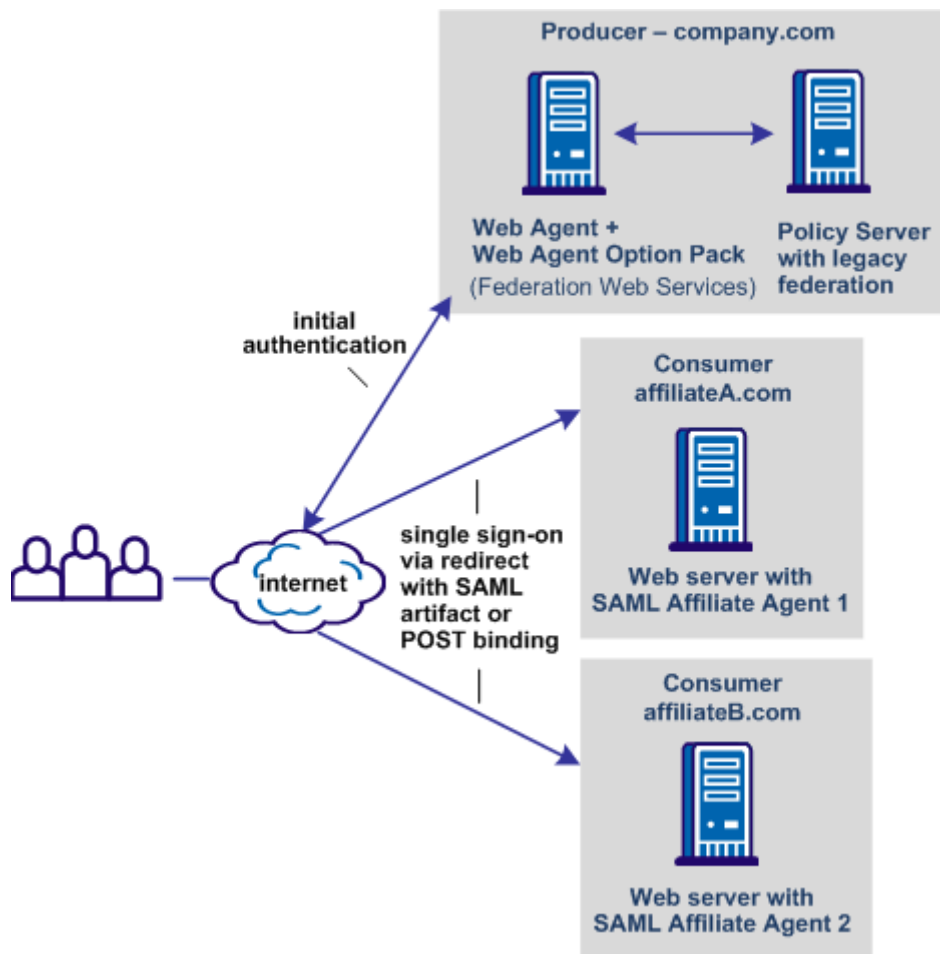 Producer – company.com
Web Agent +
Web Agent Option Pack
(Federation Web Services)
Policy Server
with legacy
federation
initial
authentication
Consumer
affiliateA.com
Web server with
SAML Affiliate Agent 1
internet
single sign-on
via redirect
with SAML
artifact or
POST binding
Consumer
affiliateB.com
Web server with
SAML Affiliate Agent 2